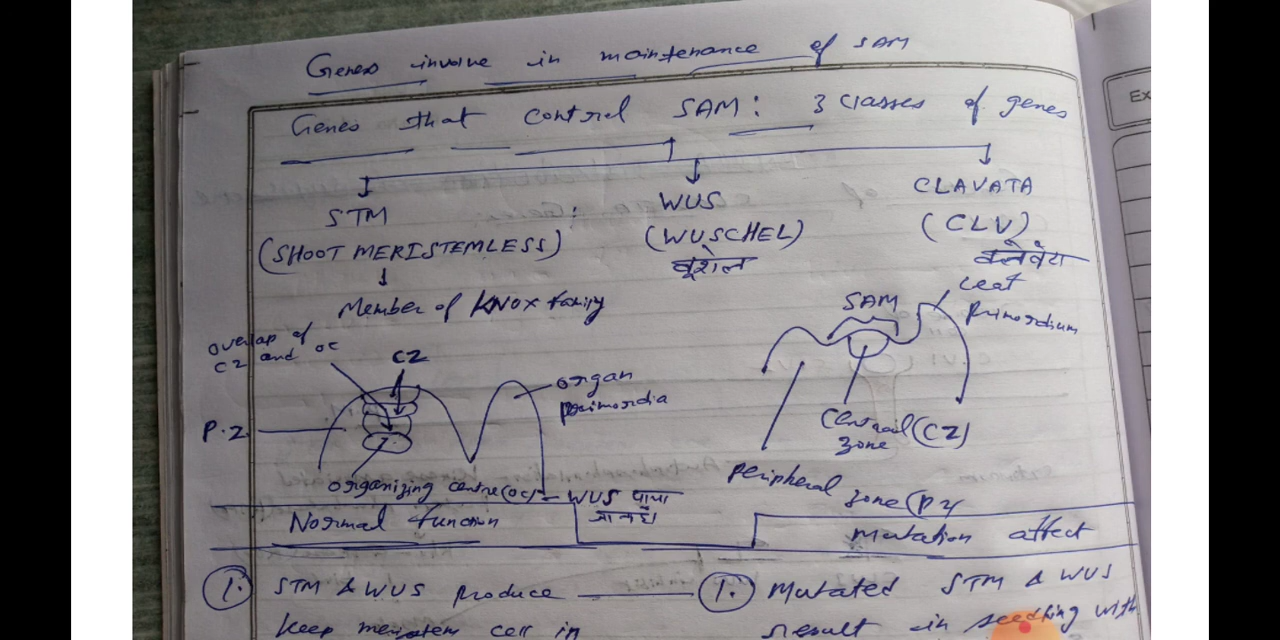 Genes involve in maintenance of SAM
Genes that control SAM: 3 classes of genes
STM : WUS CLAVATA
(SHOOT MERISTEMLESS) (WUSCHEL) (CLV)
वूशेल क्लेवेटा
Member of KNOX family
SAM
Leaf primordium
overlap of
CZ and OC
CZ
organ
primordia
P.Z.
Central (CZ)
zone
organizing centre (OC) — WUS पाया
जाता है।
Peripheral zone (PZ)
Normal function
Mutation affect
1. STM & WUS produce
keep meristem cell in
1. Mutated STM & WUS
result in seedling with
Ex